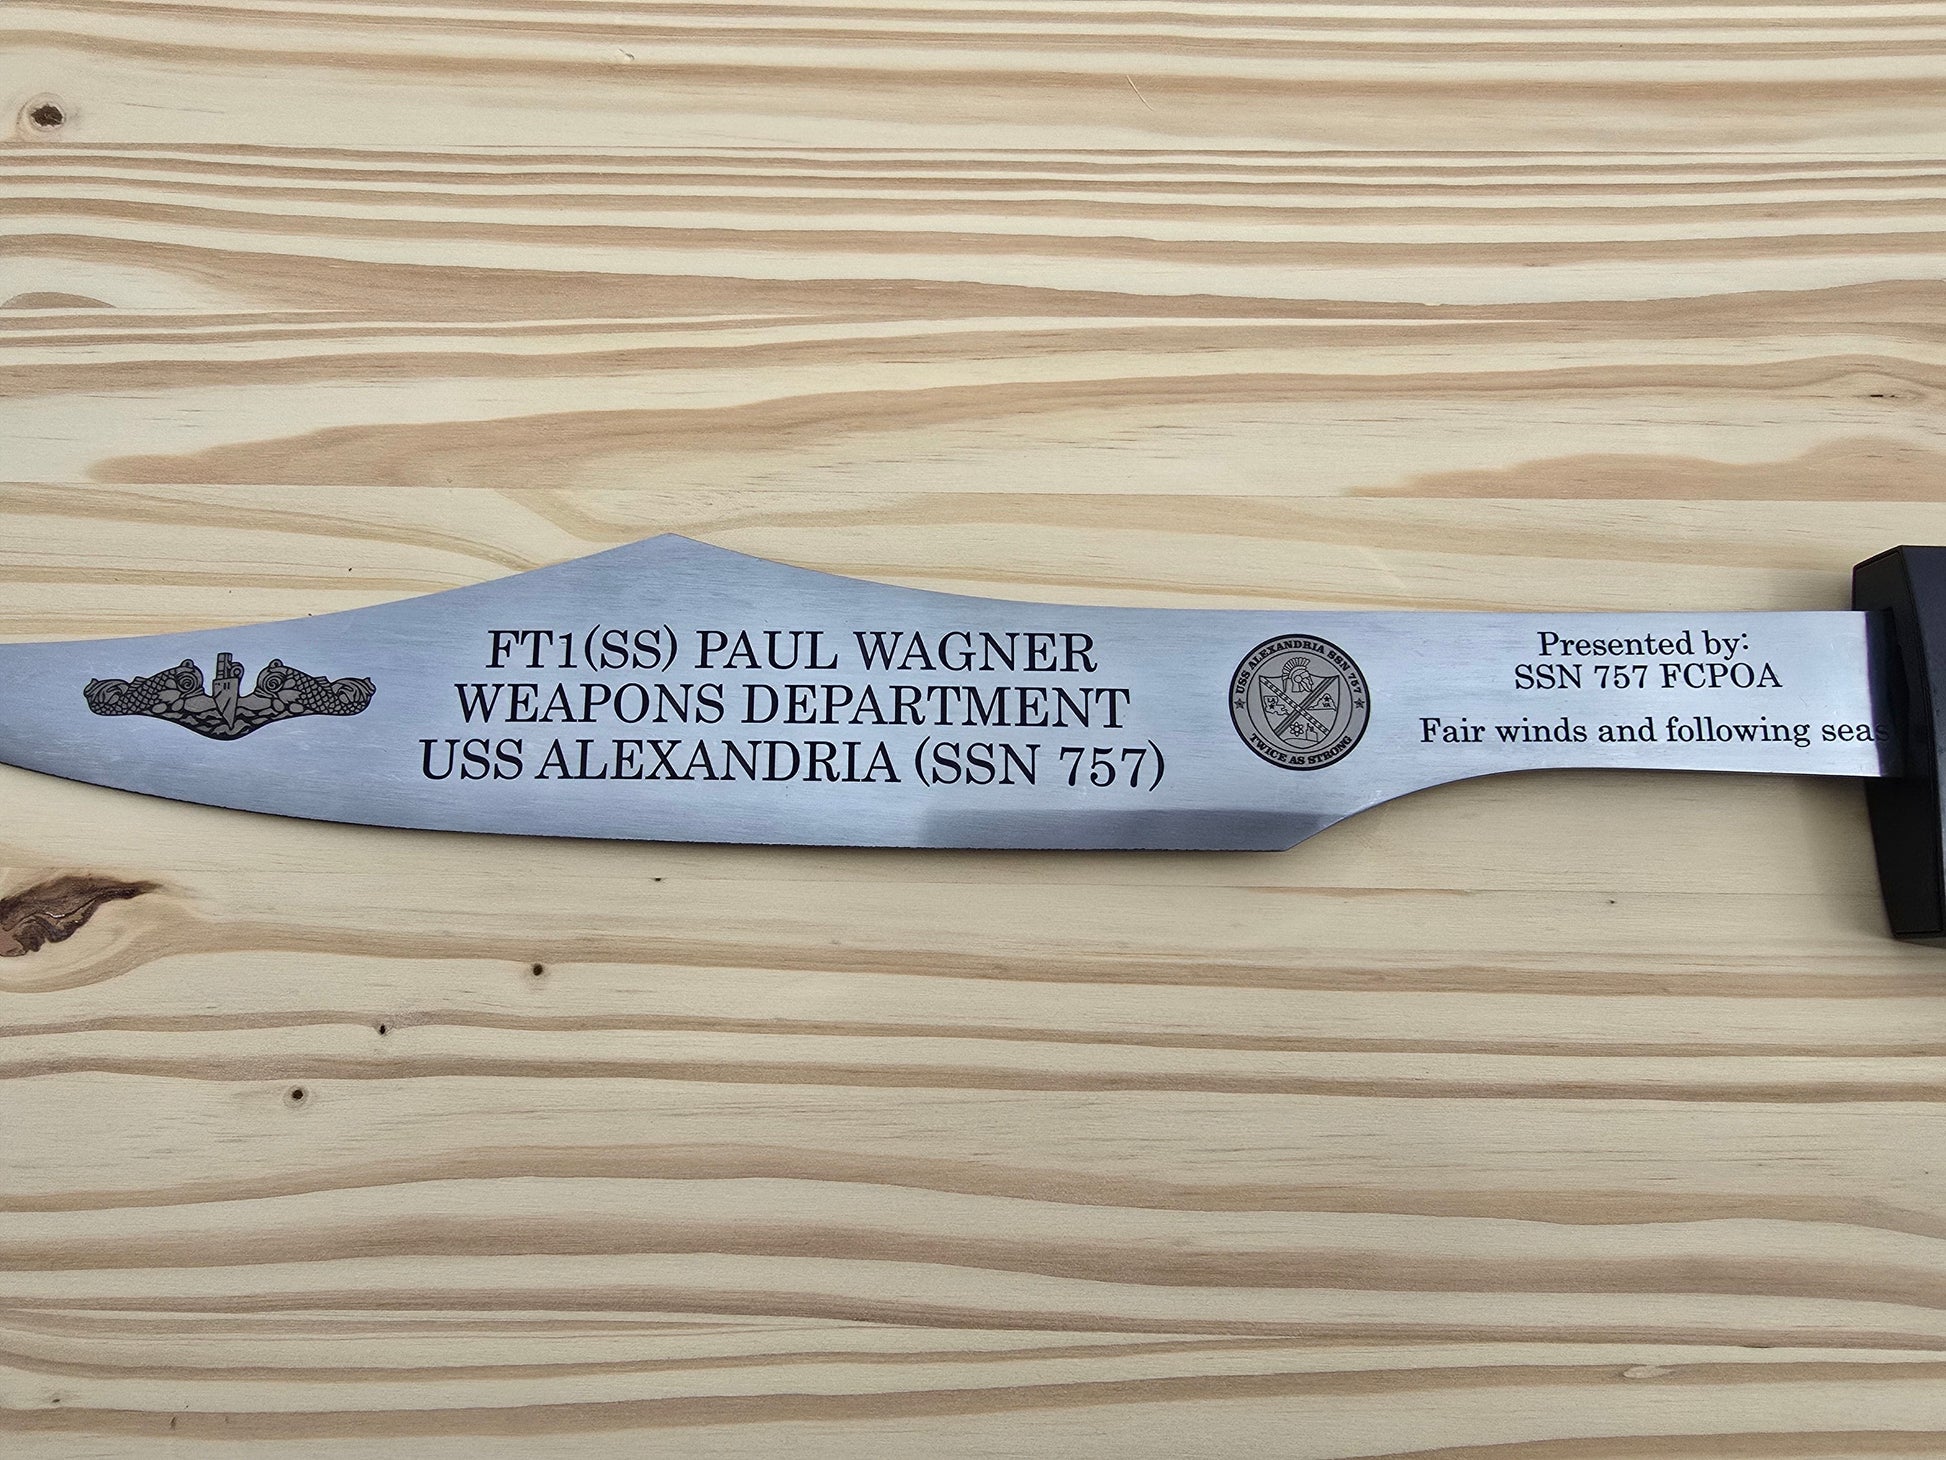 FT1(SS) PAUL WAGNER
WEAPONS DEPARTMENT
USS ALEXANDRIA (SSN 757)
USS ALEXANDRIA SSN 757
TWICE AS STRONG
Presented by:
SSN 757 FCPOA
Fair winds and following seas